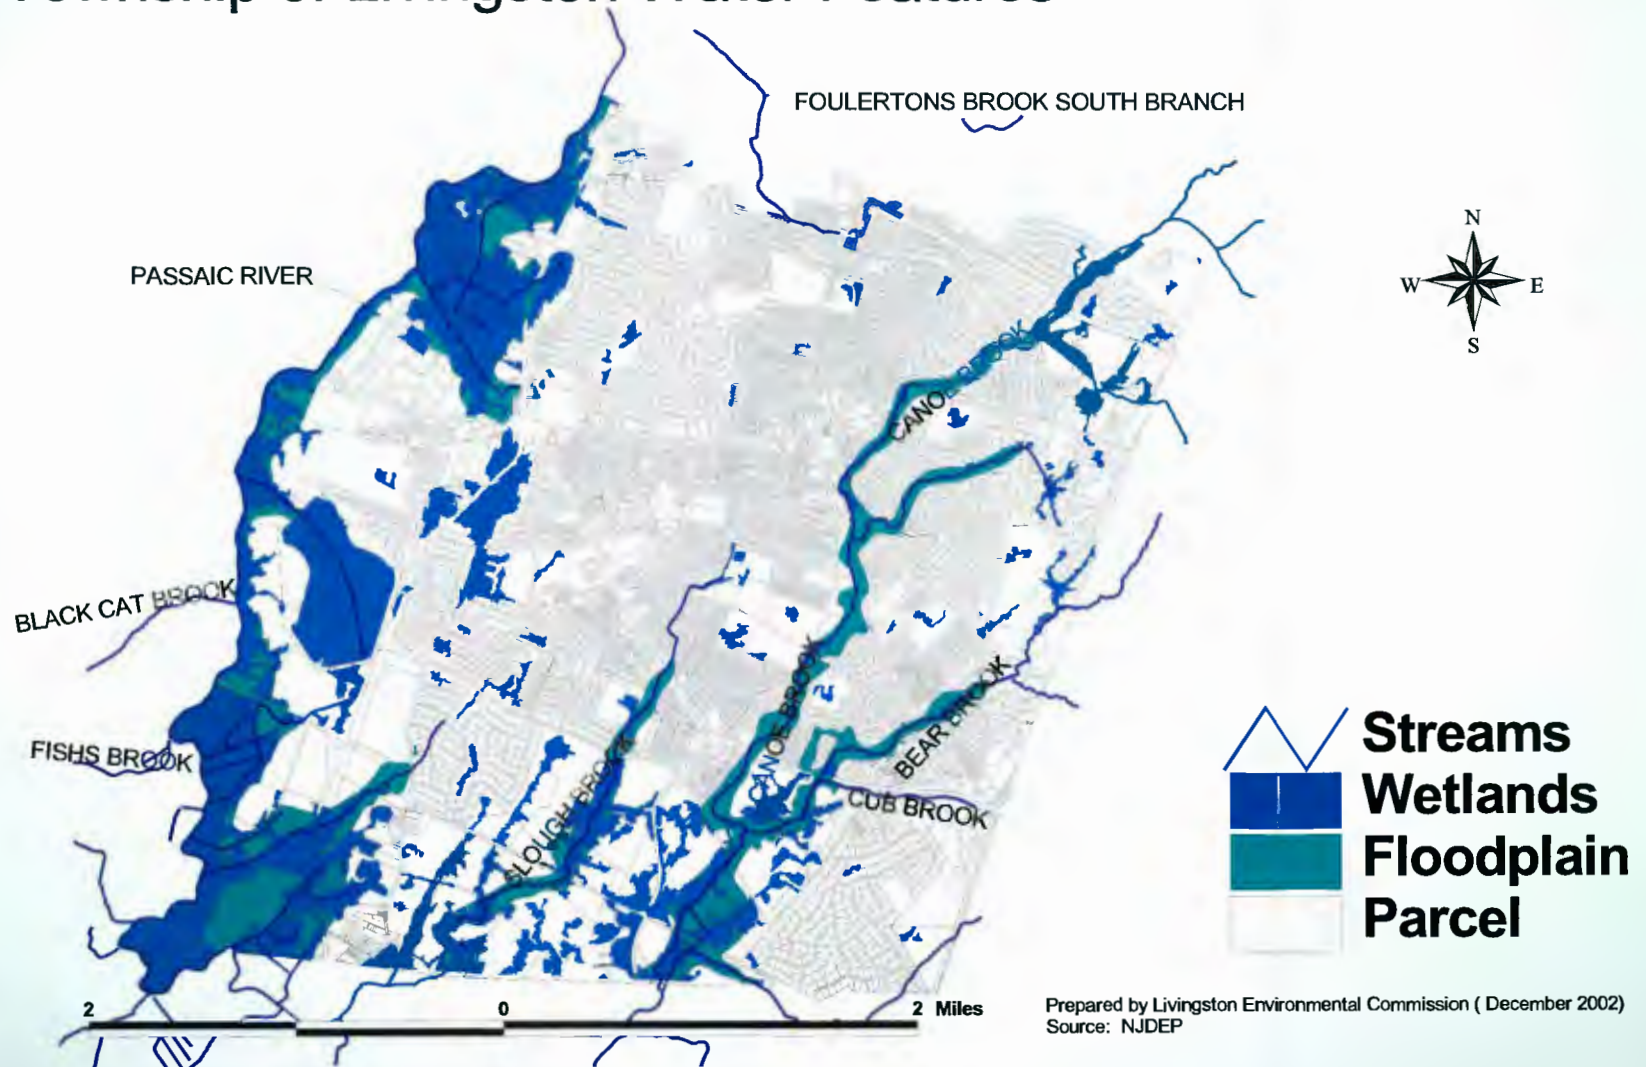 FOULERTONS BROOK SOUTH BRANCH
N
PASSAIC RIVER
W E
S
CANOE BROOK
BLACK CAT BROOK
CANOE BROOK
BEAR BROOK
Streams
FISHS BROOK
SLOUGH BROOK
Wetlands
CUB BROOK
Floodplain
Parcel
2 0 2 Miles
Prepared by Livingston Environmental Commission ( December 2002)
Source: NJDEP